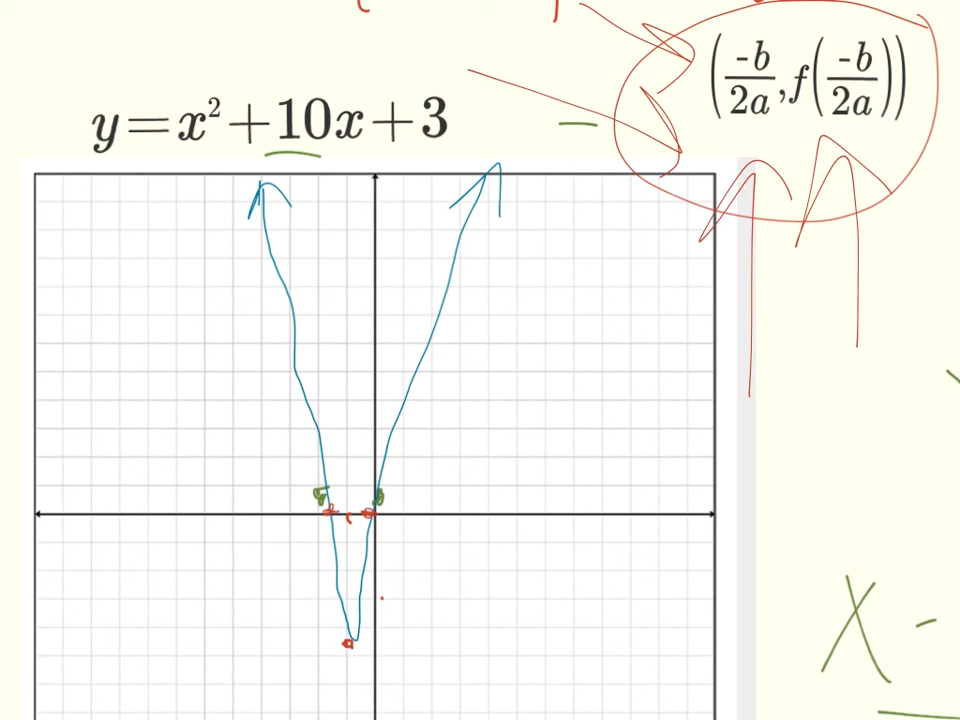 (-b/2a, f(-b/2a))
y=x²+10x+3
X -